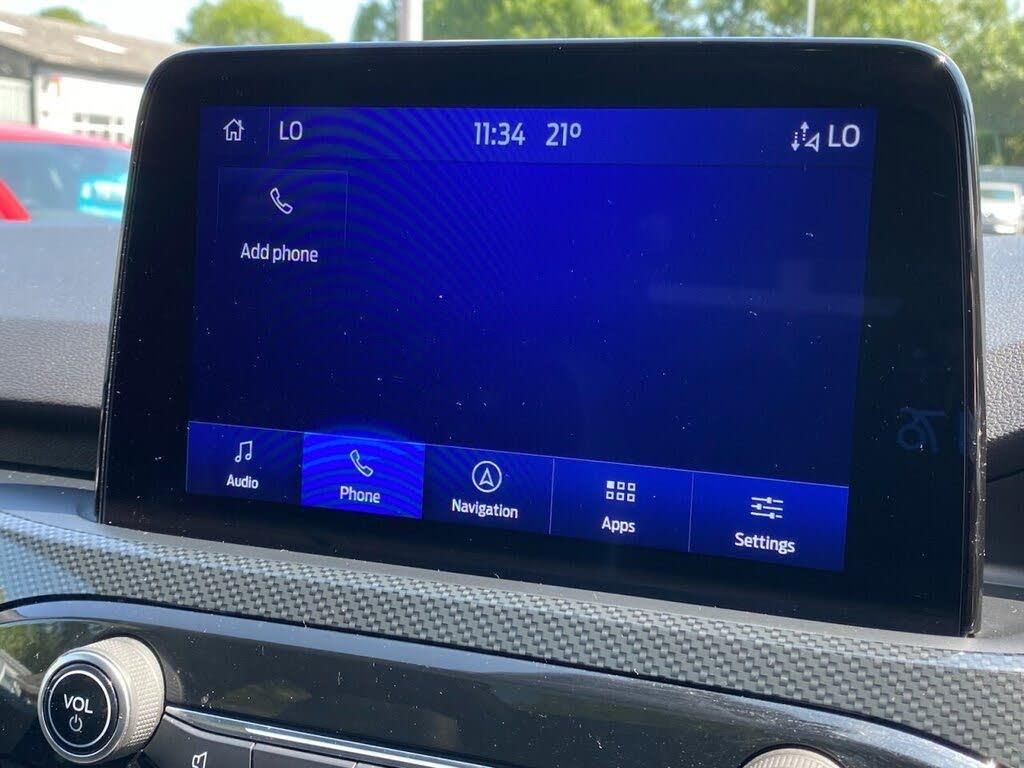 LO 11:34 21° LO
Add phone
Audio Phone Navigation Apps Settings
VOL